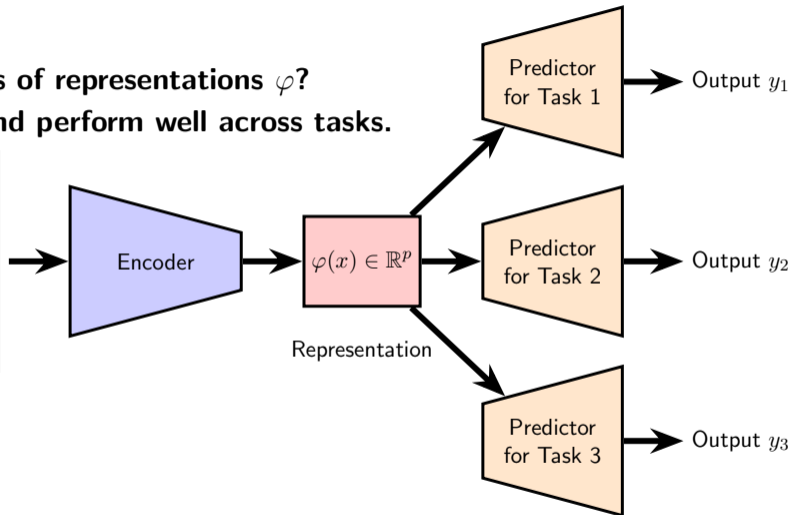 of representations φ?
perform well across tasks.
Predictor
for Task 1
Output y₁
Encoder
φ(x) ∈ ℝᵖ
Representation
Predictor
for Task 2
Output y₂
Predictor
for Task 3
Output y₃